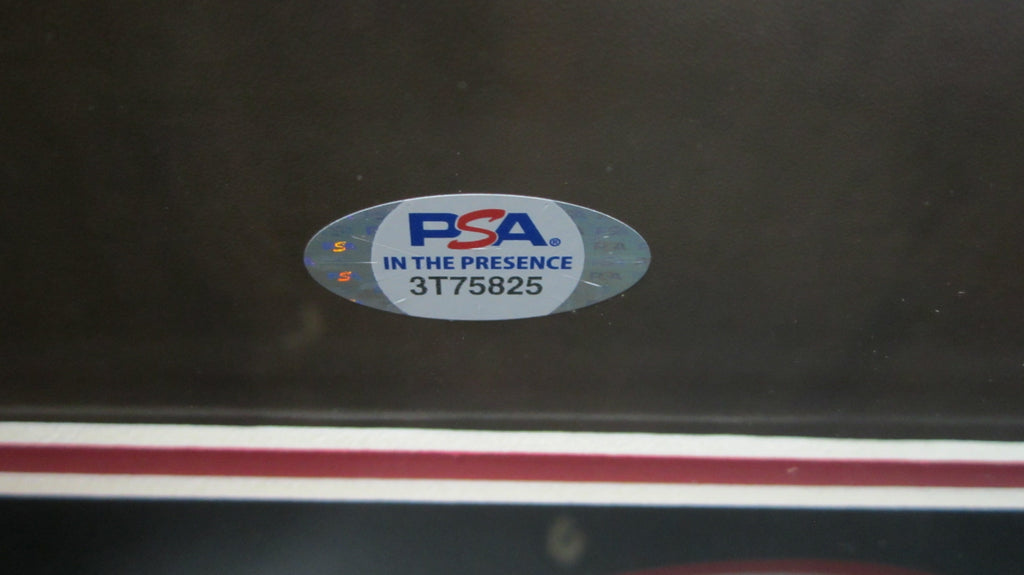 PSA®
IN THE PRESENCE
3T75825